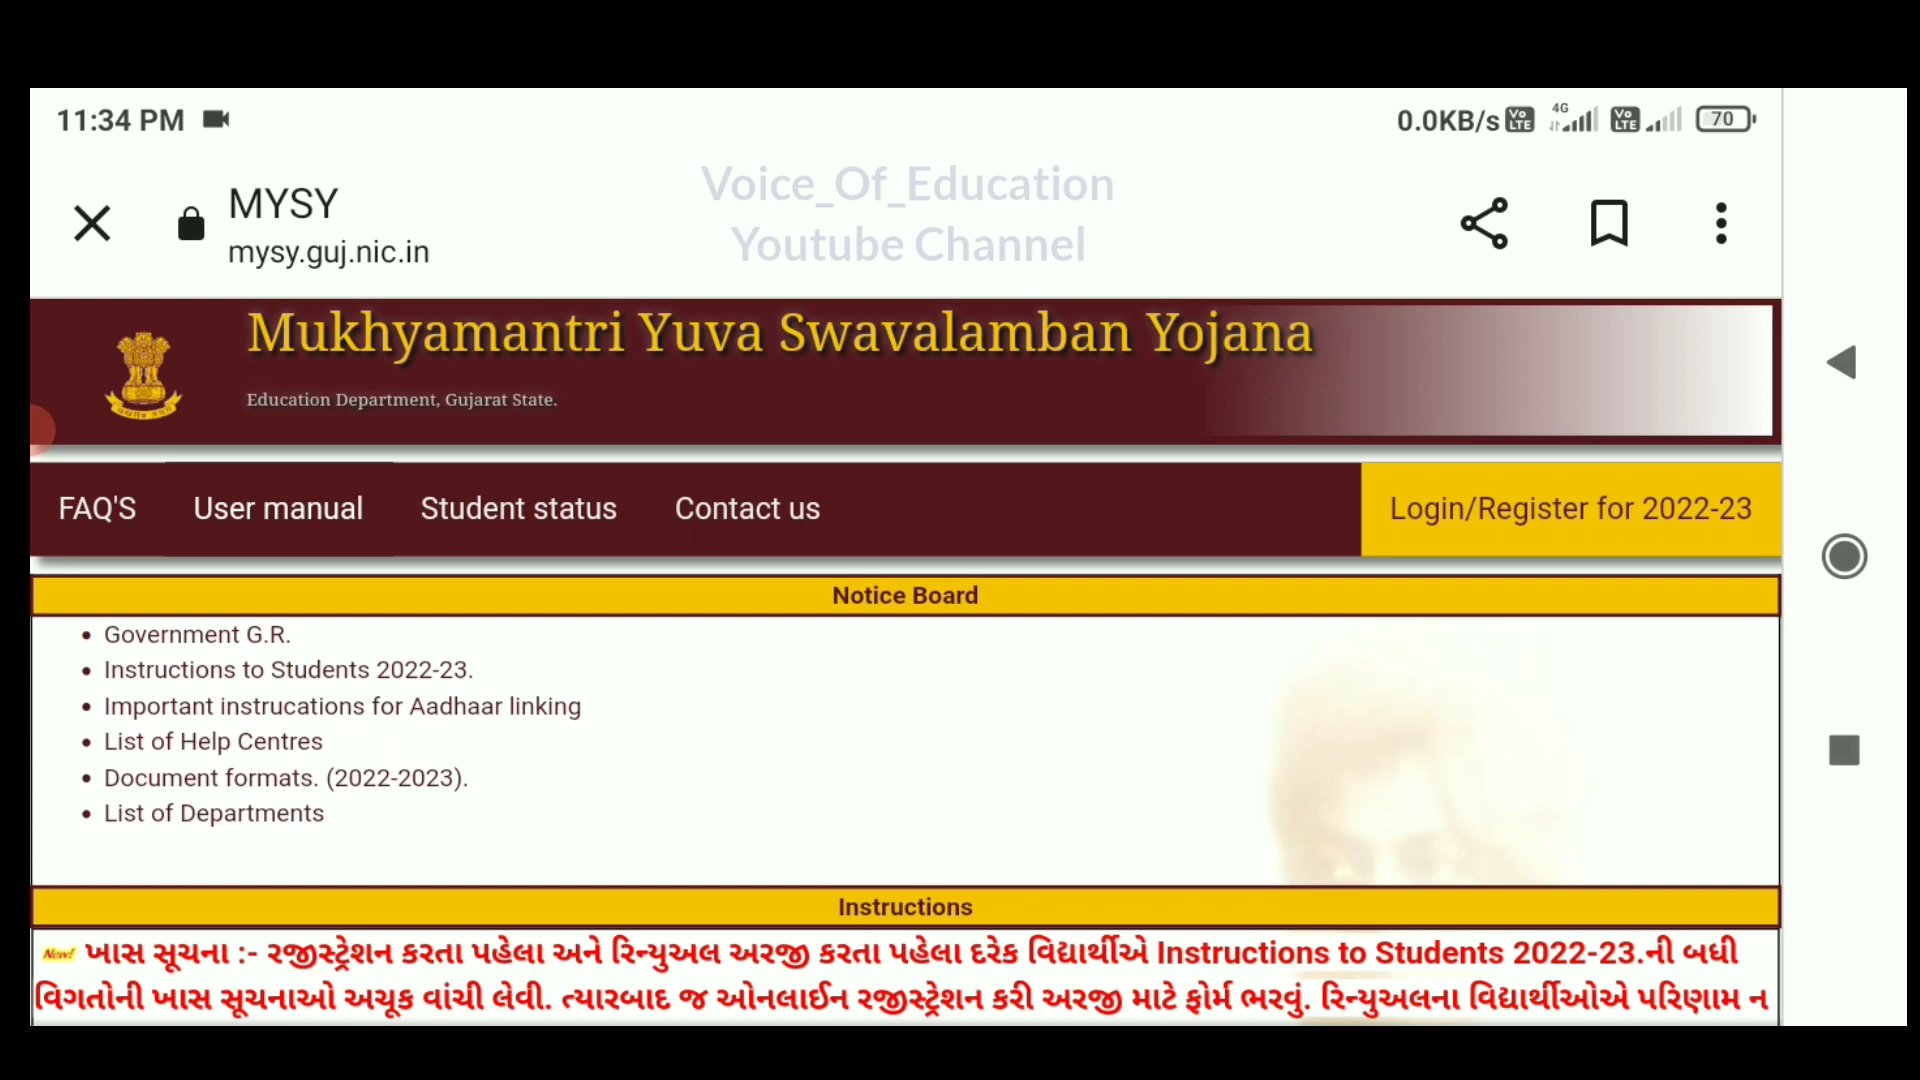 11:34 PM
0.0KB/s Vo LTE 4G Vo LTE 70
Voice_Of_Education
Youtube Channel
MYSY
mysy.guj.nic.in
Mukhyamantri Yuva Swavalamban Yojana
Education Department, Gujarat State.
FAQ'S User manual Student status Contact us Login/Register for 2022-23
Notice Board
Government G.R.
Instructions to Students 2022-23.
Important instrucations for Aadhaar linking
List of Help Centres
Document formats. (2022-2023).
List of Departments
Instructions
New! ખાસ સૂચના :- રજીસ્ટ્રેશન કરતા પહેલા અને રિન્યુઅલ અરજી કરતા પહેલા દરેક વિદ્યાર્થીએ Instructions to Students 2022-23.ની બધી
વિગતોની ખાસ સૂચનાઓ અચૂક વાંચી લેવી. ત્યારબાદ જ ઓનલાઈન રજીસ્ટ્રેશન કરી અરજી માટે ફોર્મ ભરવું. રિન્યુઅલના વિદ્યાર્થીઓએ પરિણામ ન